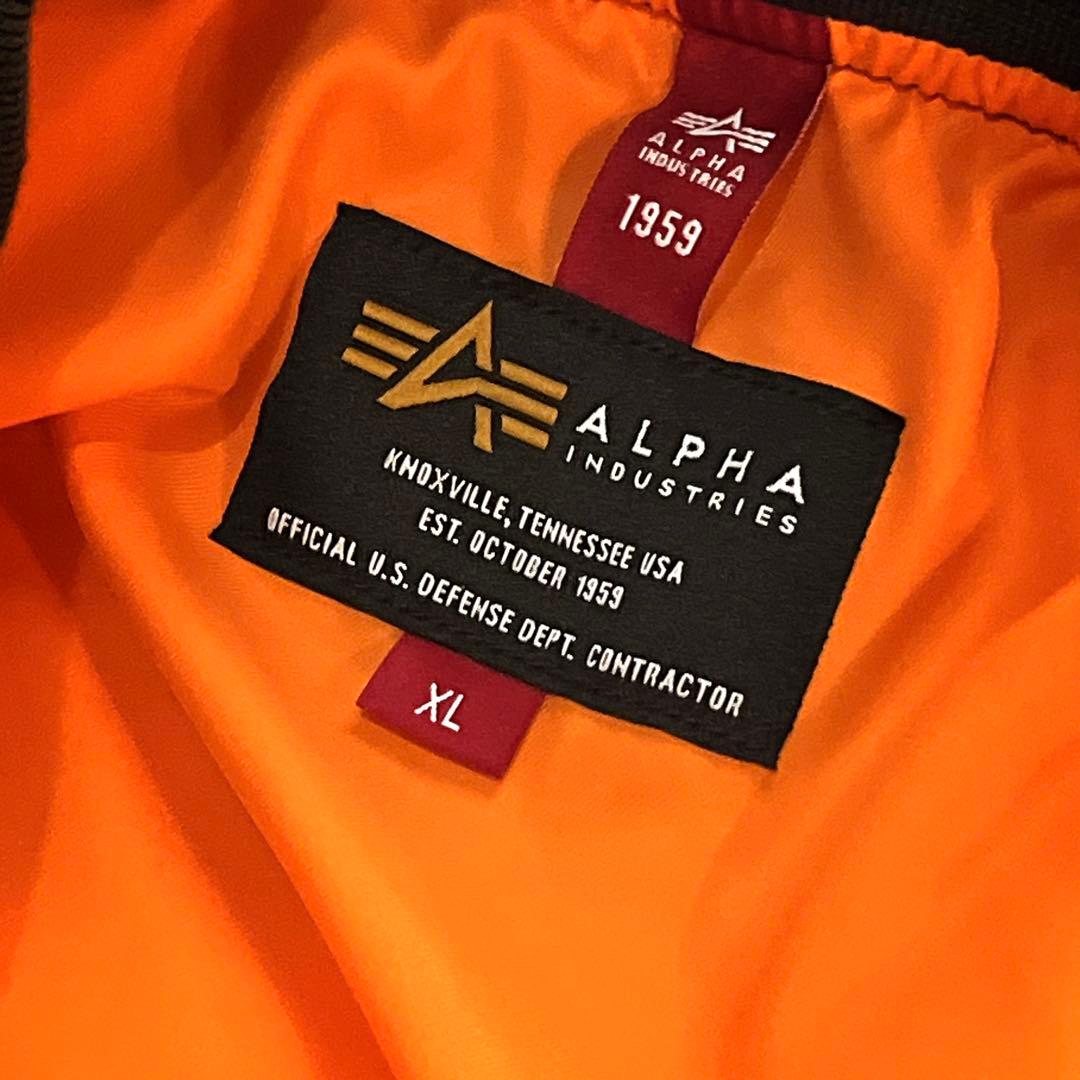 ALPHA
INDUSTRIES
1959
ALPHA
INDUSTRIES
KNOXVILLE, TENNESSEE USA
EST. OCTOBER 1959
OFFICIAL U.S. DEFENSE DEPT. CONTRACTOR
XL